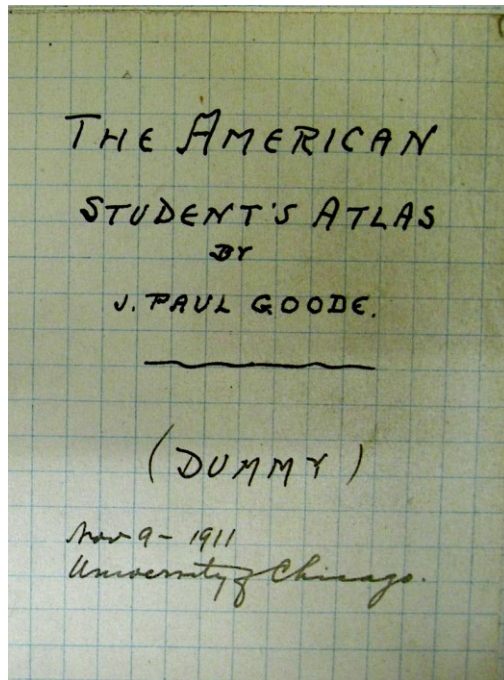 THE AMERICAN
STUDENT'S ATLAS
BY
J. PAUL GOODE.
(DUMMY)
Nov 9 - 1911
University of Chicago.